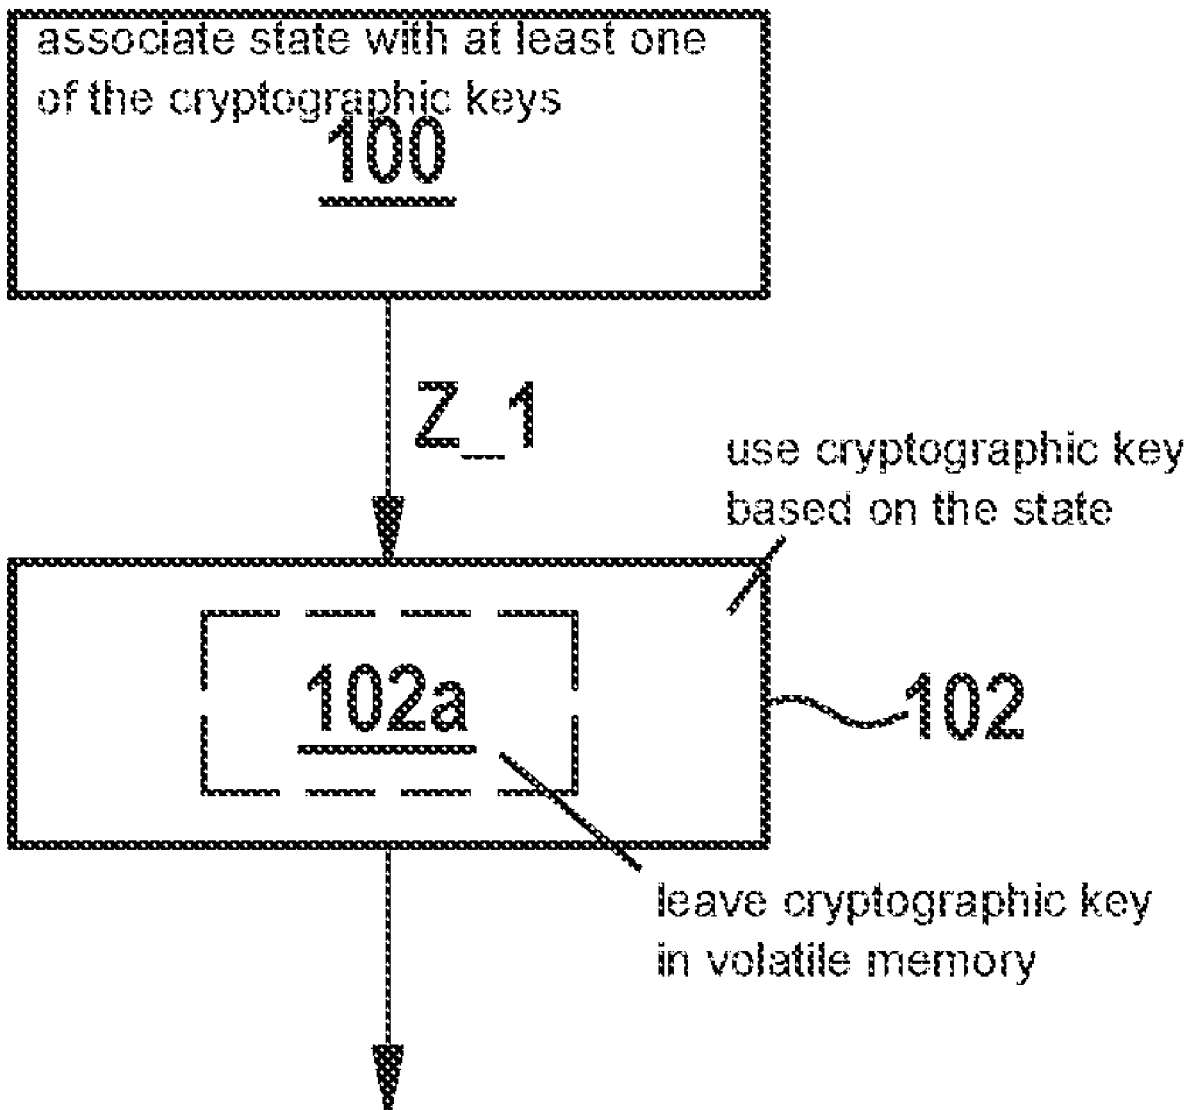 associate state with at least one
of the cryptographic keys
100
Z_1
use cryptographic key
based on the state
102a
102
leave cryptographic key
in volatile memory